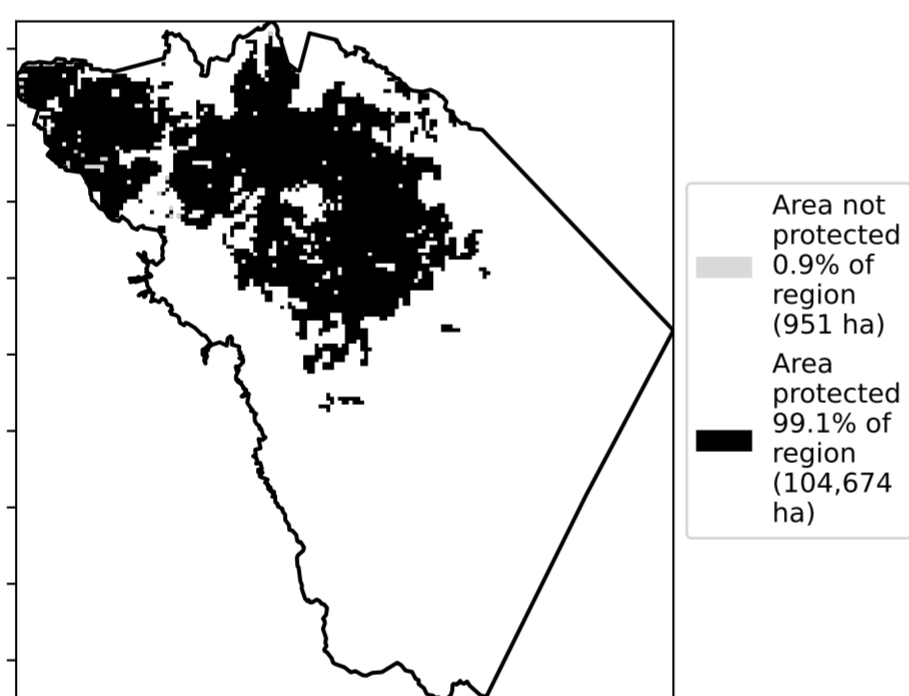 Area not
protected
0.9% of
region
(951 ha)
Area
protected
99.1% of
region
(104,674
ha)